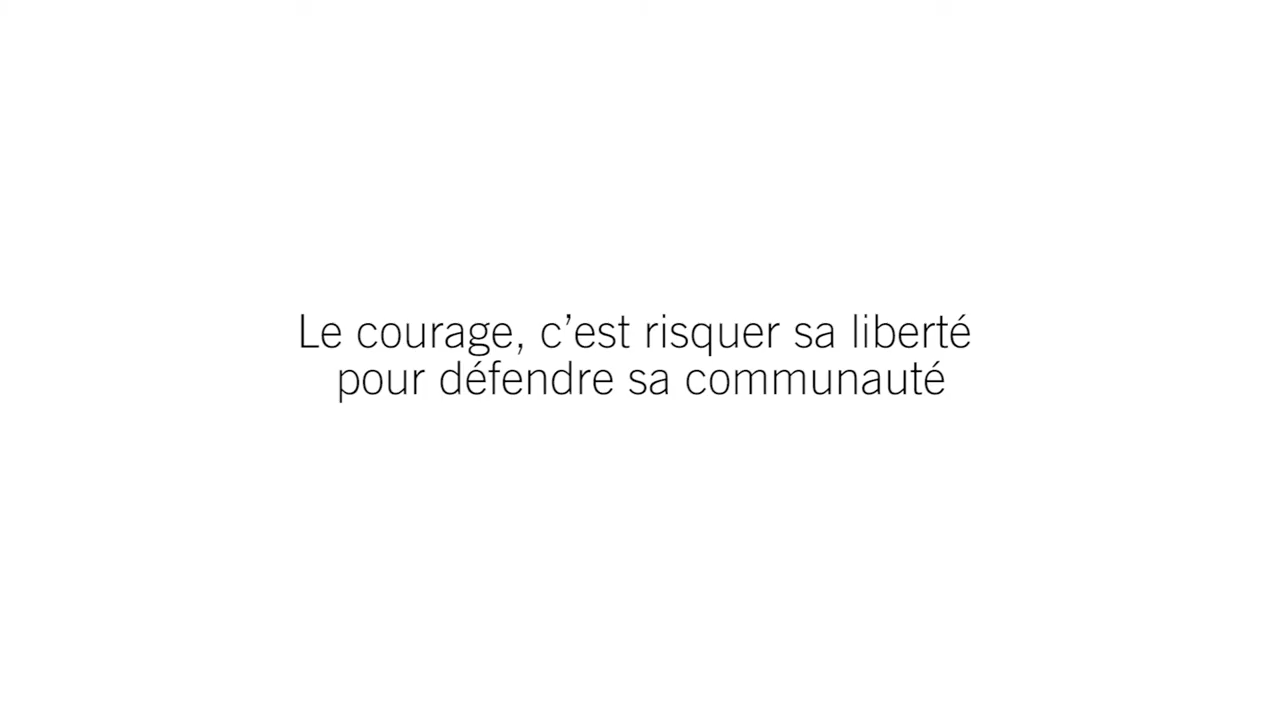 Le courage, c’est risquer sa liberté
pour défendre sa communauté